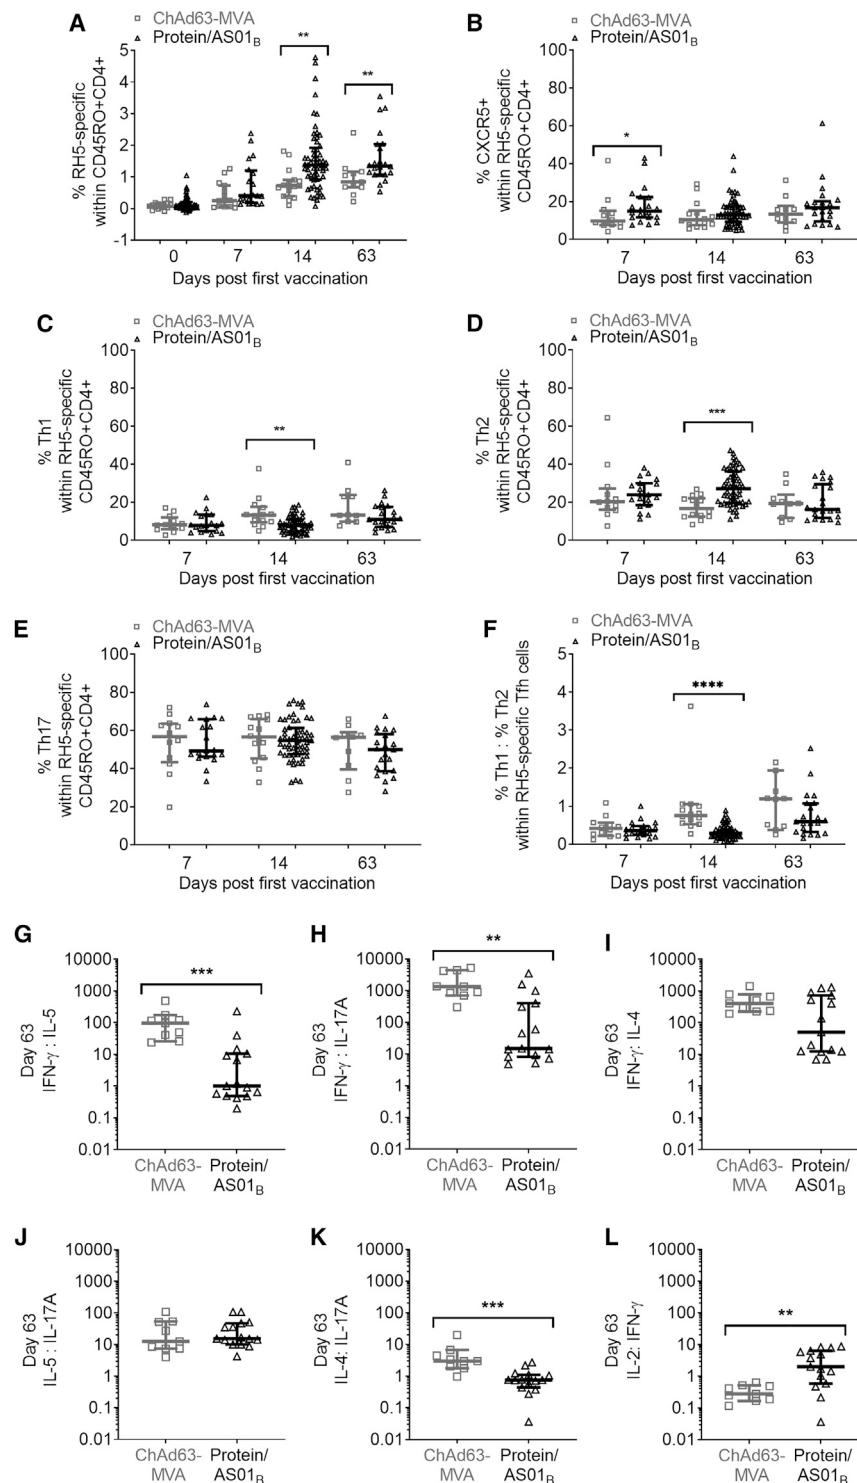 A
ChAd63-MVA
Protein/AS01B
**
**
% RH5-specific
within CD45RO+CD4+
5
4
3
2
1
0
-1
0 7 14 63
Days post first vaccination
B
ChAd63-MVA
Protein/AS01B
*
% CXCR5+
within RH5-specific
CD45RO+CD4+
100
80
60
40
20
0
7 14 63
Days post first vaccination
C
ChAd63-MVA
Protein/AS01B
**
% Th1
within RH5-specific
CD45RO+CD4+
100
80
60
40
20
0
7 14 63
Days post first vaccination
D
ChAd63-MVA
Protein/AS01B
***
% Th2
within RH5-specific
CD45RO+CD4+
100
80
60
40
20
0
7 14 63
Days post first vaccination
E
ChAd63-MVA
Protein/AS01B
% Th17
within RH5-specific
CD45RO+CD4+
100
80
60
40
20
0
7 14 63
Days post first vaccination
F
ChAd63-MVA
Protein/AS01B
****
% Th1 : % Th2
within RH5-specific Tfh cells
5
4
3
2
1
0
7 14 63
Days post first vaccination
G
***
Day 63
IFN-γ : IL-5
10000
1000
100
10
1
0.1
0.01
ChAd63-
MVA
Protein/
AS01B
H
**
Day 63
IFN-γ : IL-17A
10000
1000
100
10
1
0.1
0.01
ChAd63-
MVA
Protein/
AS01B
I
Day 63
IFN-γ: IL-4
10000
1000
100
10
1
0.1
0.01
ChAd63-
MVA
Protein/
AS01B
J
Day 63
IL-5 : IL-17A
10000
1000
100
10
1
0.1
0.01
ChAd63-
MVA
Protein/
AS01B
K
***
Day 63
IL-4: IL-17A
10000
1000
100
10
1
0.1
0.01
ChAd63-
MVA
Protein/
AS01B
L
**
Day 63
IL-2: IFN-γ
10000
1000
100
10
1
0.1
0.01
ChAd63-
MVA
Protein/
AS01B